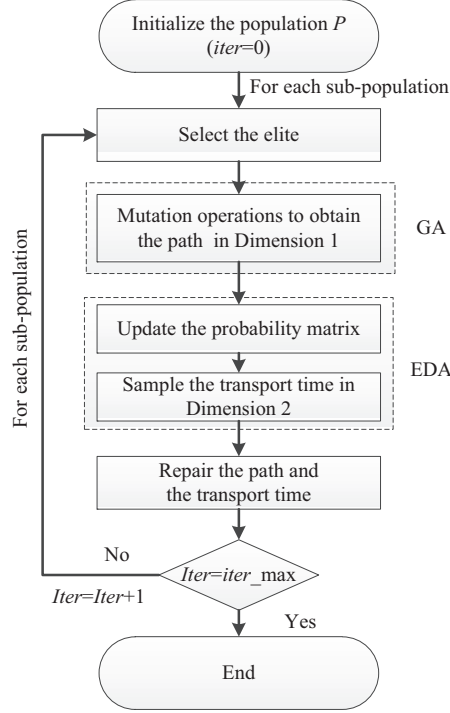 Initialize the population P
(iter=0)
For each sub-population
Select the elite
Mutation operations to obtain
the path in Dimension 1
GA
Update the probability matrix
Sample the transport time in
Dimension 2
EDA
Repair the path and
the transport time
For each sub-population
No
Iter=iter_max
Iter=Iter+1
Yes
End